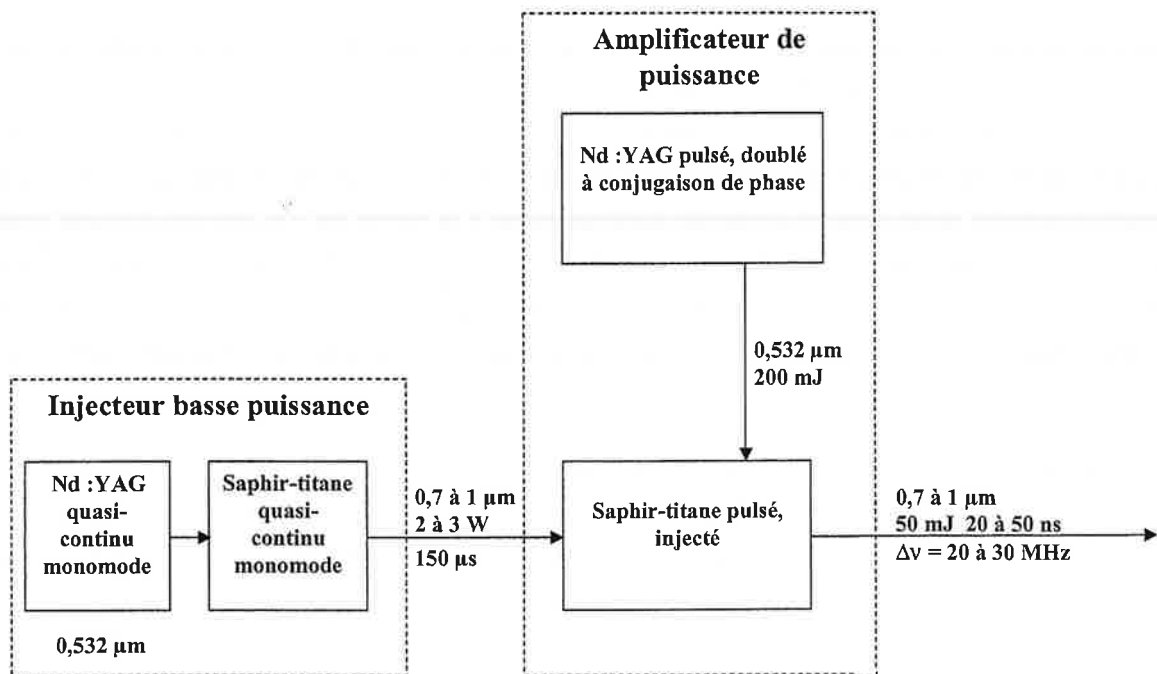 Amplificateur de
puissance
Nd :YAG pulsé, doublé
à conjugaison de phase
0,532 µm
200 mJ
Injecteur basse puissance
Nd :YAG
quasi-
continu
monomode
Saphir-titane
quasi-
continu
monomode
0,7 à 1 µm
2 à 3 W
150 µs
Saphir-titane pulsé,
injecté
0,7 à 1 µm
50 mJ 20 à 50 ns
Δν = 20 à 30 MHz
0,532 µm